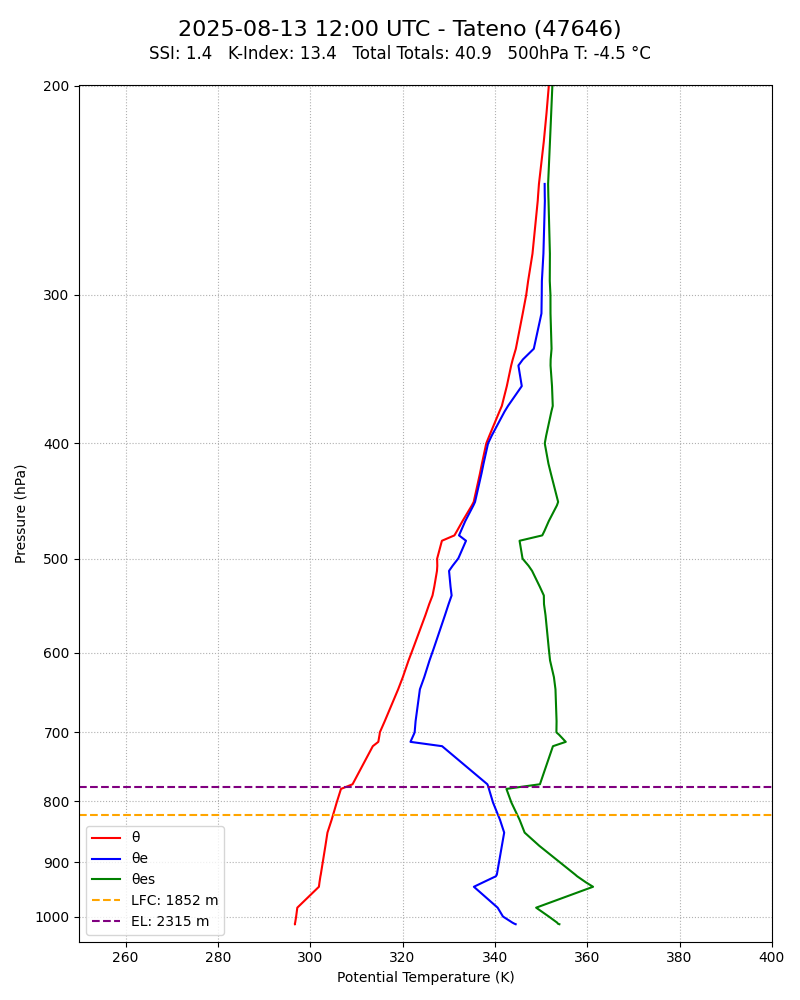 2025-08-13 12:00 UTC - Tateno (47646)
SSI: 1.4 K-Index: 13.4 Total Totals: 40.9 500hPa T: -4.5 °C
200
300
400
500
600
700
800
900
1000
Pressure (hPa)
θ
θe
θes
LFC: 1852 m
EL: 2315 m
260 280 300 320 340 360 380 400
Potential Temperature (K)